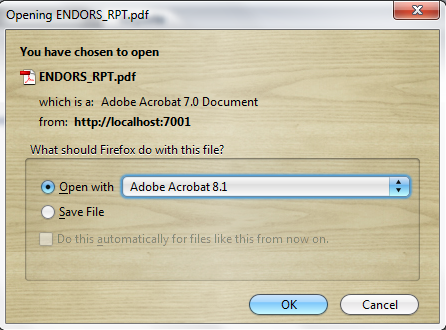 Opening ENDORS_RPT.pdf
You have chosen to open
ENDORS_RPT.pdf
which is a: Adobe Acrobat 7.0 Document
from: http://localhost:7001
What should Firefox do with this file?
Open with Adobe Acrobat 8.1
Save File
Do this automatically for files like this from now on.
OK Cancel